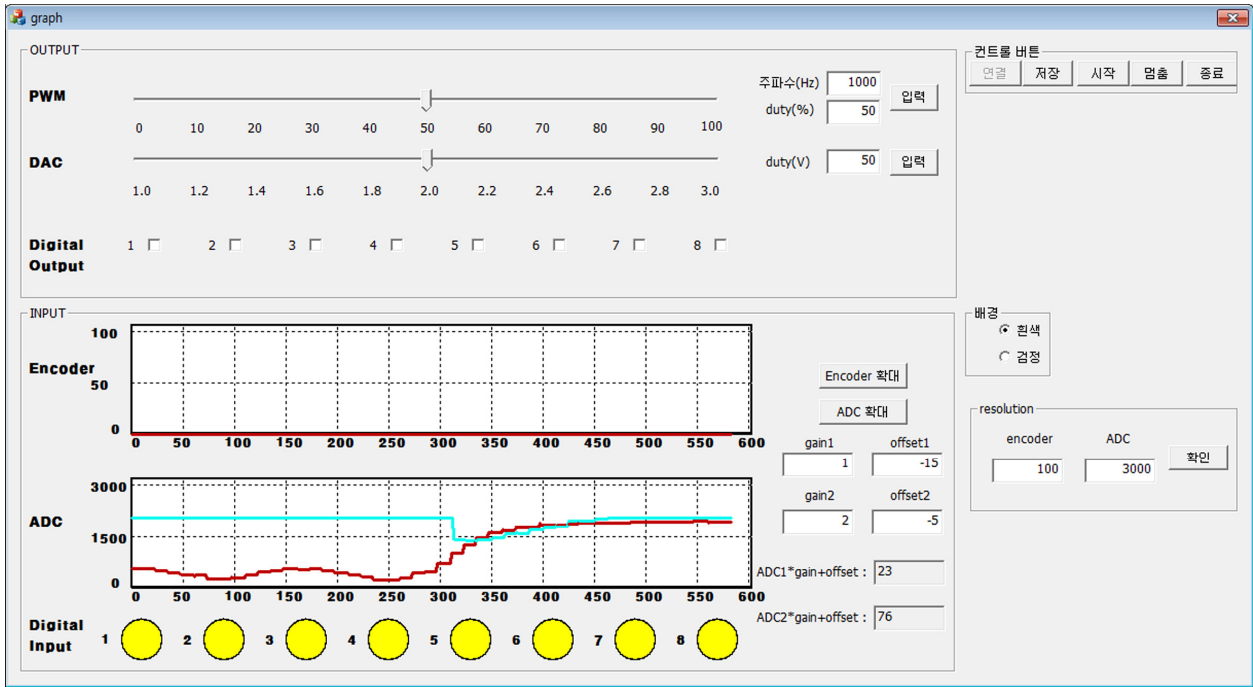 graph
OUTPUT
PWM
0 10 20 30 40 50 60 70 80 90 100
주파수(Hz) 1000
duty(%) 50
입력
DAC
1.0 1.2 1.4 1.6 1.8 2.0 2.2 2.4 2.6 2.8 3.0
duty(V) 50 입력
Digital
Output
1 2 3 4 5 6 7 8
컨트롤 버튼
연결 저장 시작 멈춤 종료
INPUT
Encoder
100
50
0
0 50 100 150 200 250 300 350 400 450 500 550 600
Encoder 확대
ADC 확대
gain1 offset1
1 -15
gain2 offset2
2 -5
ADC
3000
1500
0
0 50 100 150 200 250 300 350 400 450 500 550 600
ADC1*gain+offset : 23
ADC2*gain+offset : 76
Digital
Input
1 2 3 4 5 6 7 8
배경
흰색
검정
resolution
encoder ADC
100 3000 확인